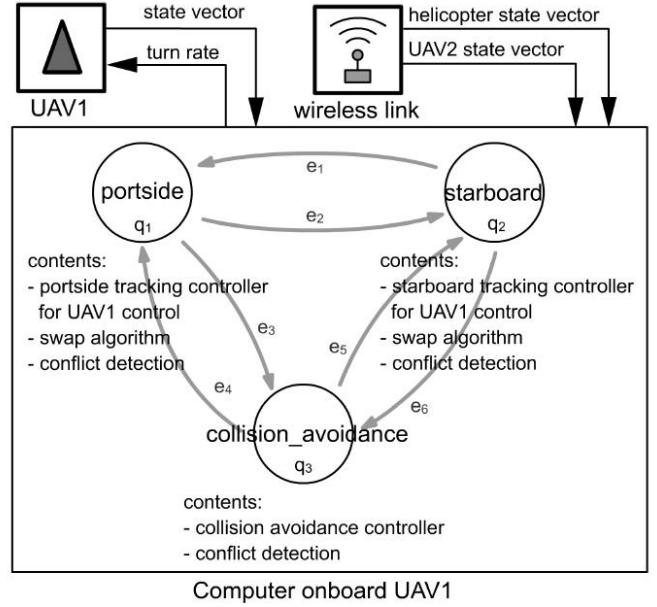 state vector
turn rate
UAV1
helicopter state vector
UAV2 state vector
wireless link
portside
q1
starboard
q2
e1
e2
contents:
- portside tracking controller
for UAV1 control
- swap algorithm
- conflict detection
contents:
- starboard tracking controller
for UAV1 control
- swap algorithm
- conflict detection
e3
e4
e5
e6
collision_avoidance
q3
contents:
- collision avoidance controller
- conflict detection
Computer onboard UAV1